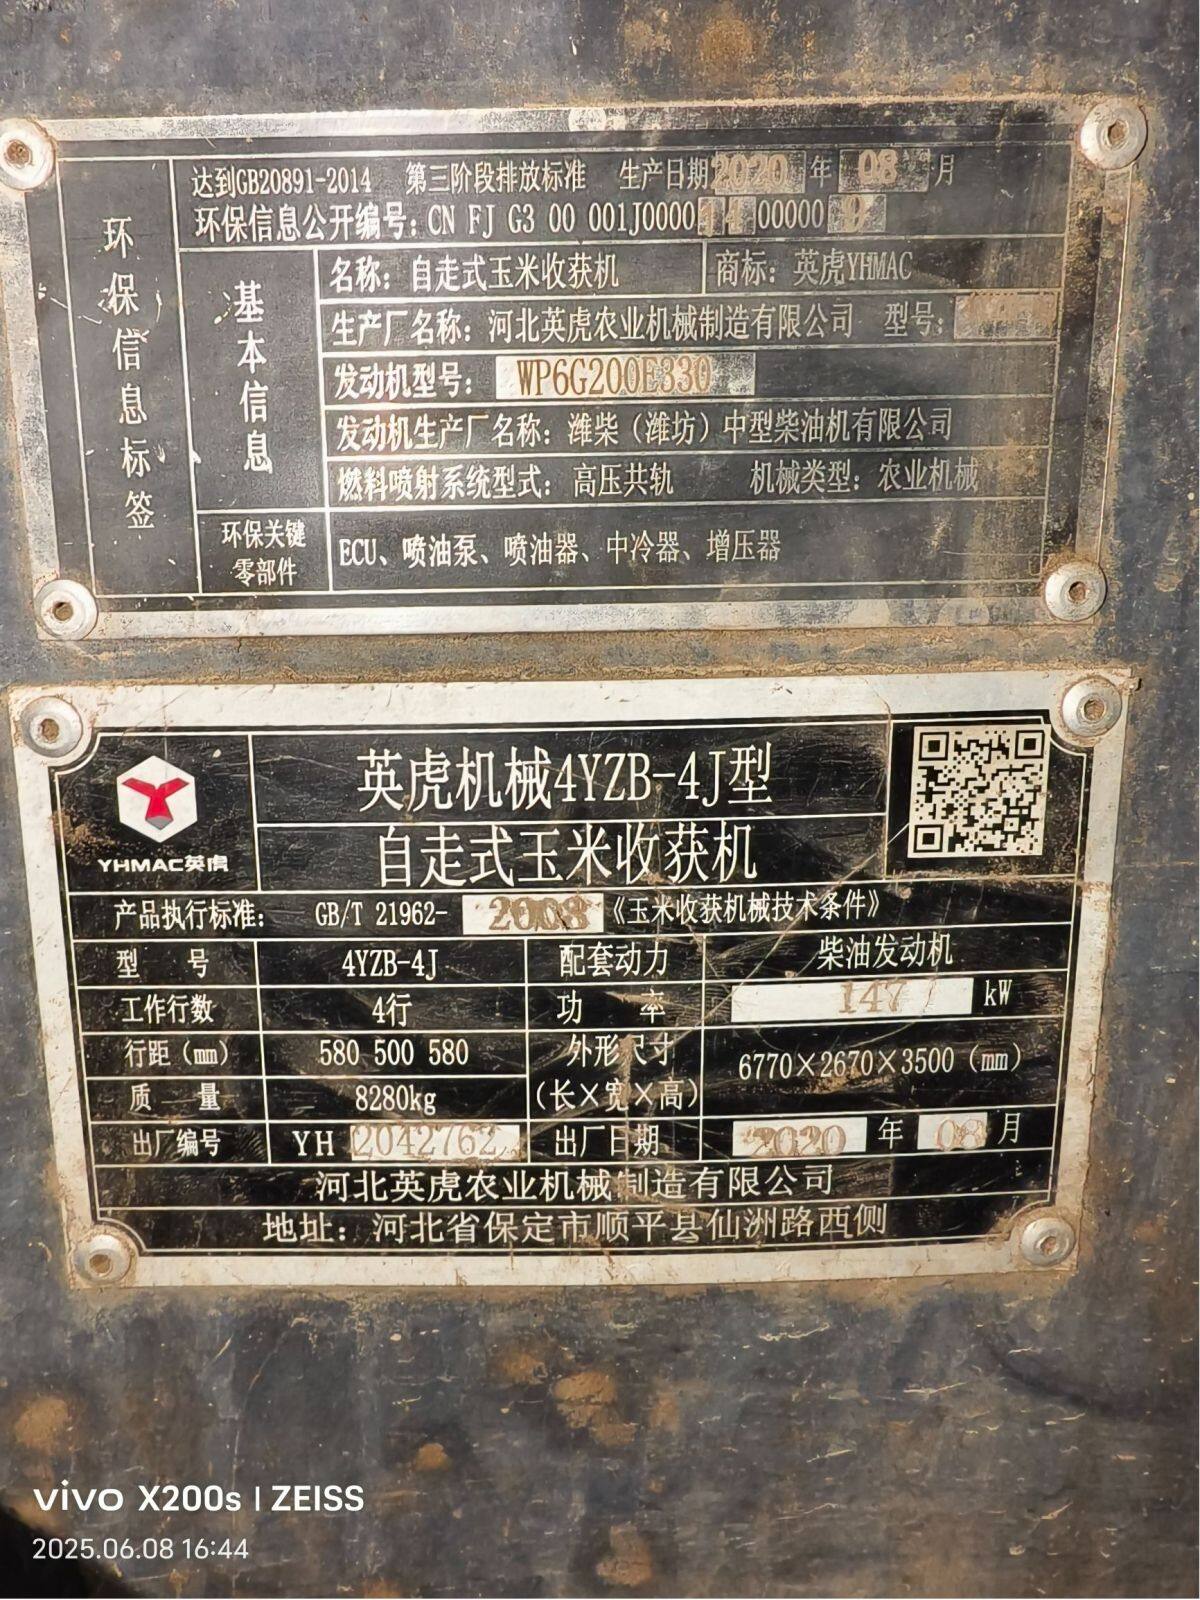 环保信息标签
达到GB20891-2014 第三阶段排放标准 生产日期2020年08月
环保信息公开编号:CN FJ G3 00 001J0000 00000
基本信息
名称:自走式玉米收获机 商标:英虎YHMAC
生产厂名称:河北英虎农业机械制造有限公司 型号:
发动机型号:WP6G200E330
发动机生产厂名称:潍柴(潍坊)中型柴油机有限公司
燃料喷射系统型式:高压共轨 机械类型:农业机械
环保关键零部件
ECU、喷油泵、喷油器、中冷器、增压器
YHMAC英虎
英虎机械4YZB-4J型
自走式玉米收获机
产品执行标准: GB/T 21962-2008《玉米收获机械技术条件》
型 号 4YZB-4J 配套动力 柴油发动机
工作行数 4行 功 率 147 kW
行距(mm) 580 500 580 外形尺寸(长×宽×高) 6770×2670×3500(mm)
质 量 8280kg
出厂编号 YH 2042762 出厂日期 2020年08月
河北英虎农业机械制造有限公司
地址:河北省保定市顺平县仙洲路西侧
vivo X200s | ZEISS
2025.06.08 16:44